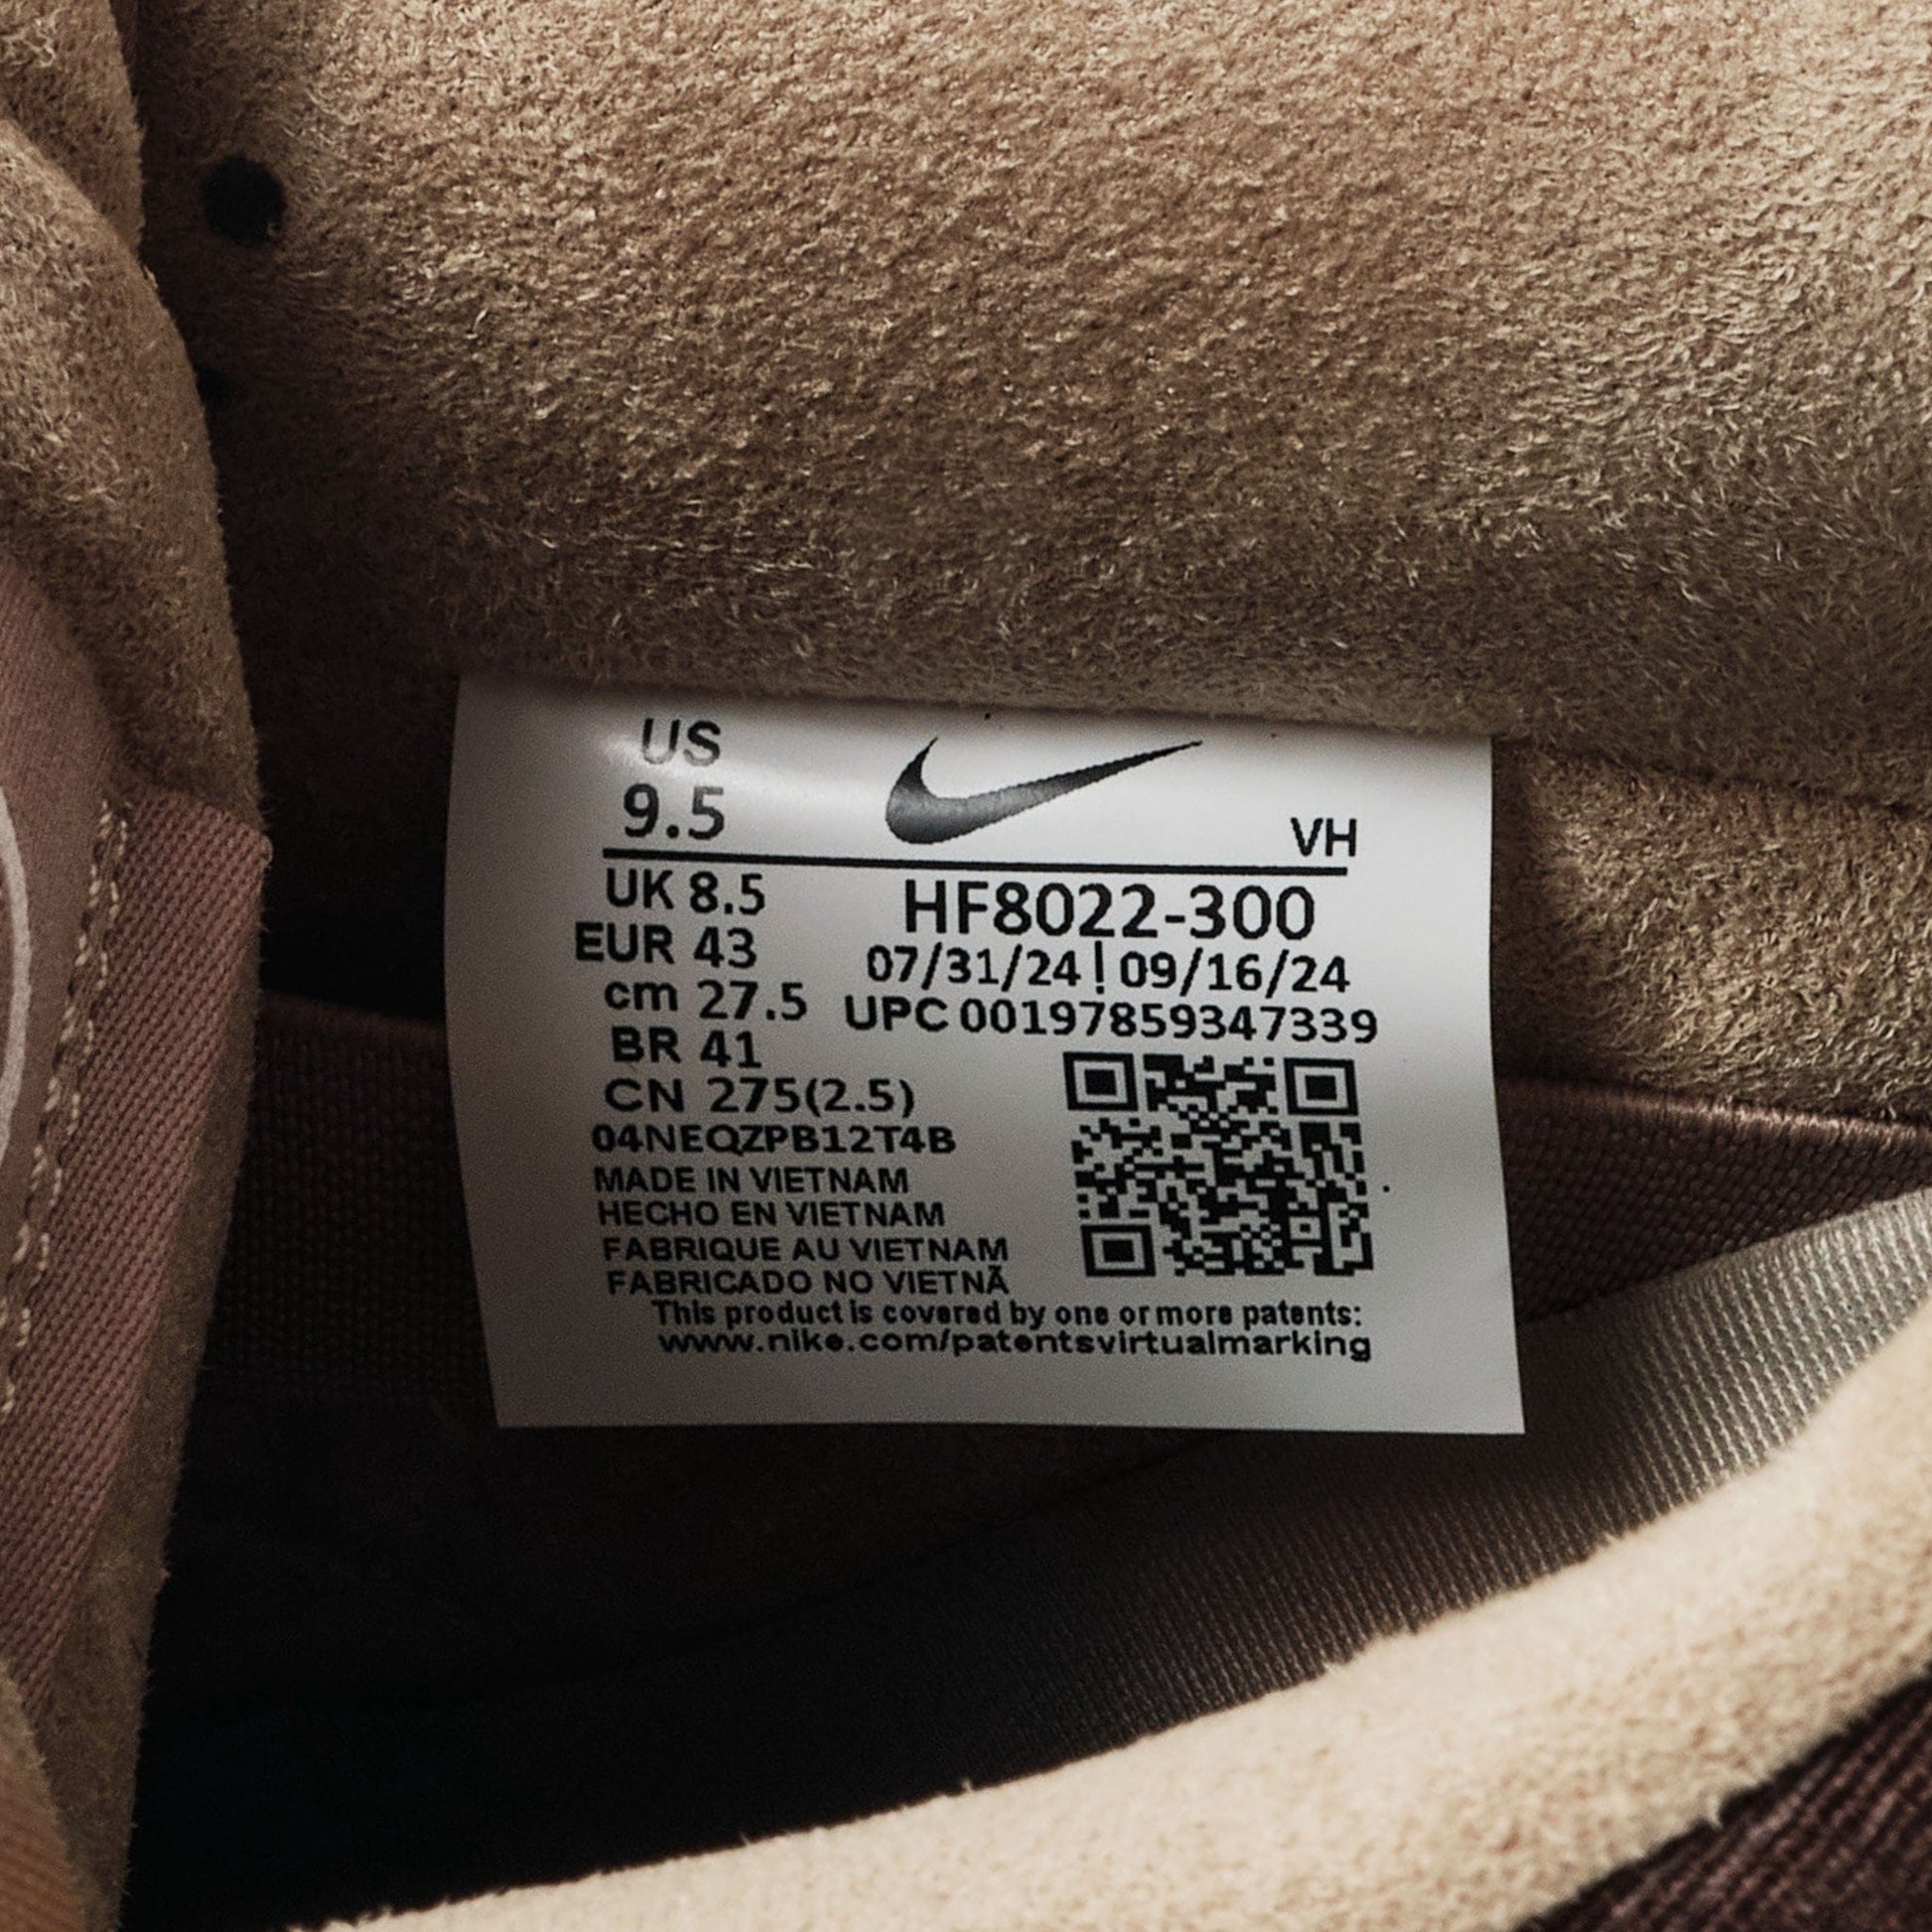 US
9.5
VH
UK 8.5
HF8022-300
EUR 43
07/31/24 | 09/16/24
cm 27.5
UPC 00197859347339
BR 41
CN 275(2.5)
04NEQZPB12T4B
MADE IN VIETNAM
HECHO EN VIETNAM
FABRIQUE AU VIETNAM
FABRICADO NO VIETNÃ
This product is covered by one or more patents:
www.nike.com/patentsvirtualmarking